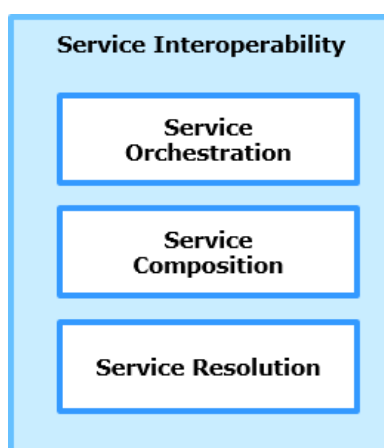 Service Interoperability
Service
Orchestration
Service
Composition
Service Resolution